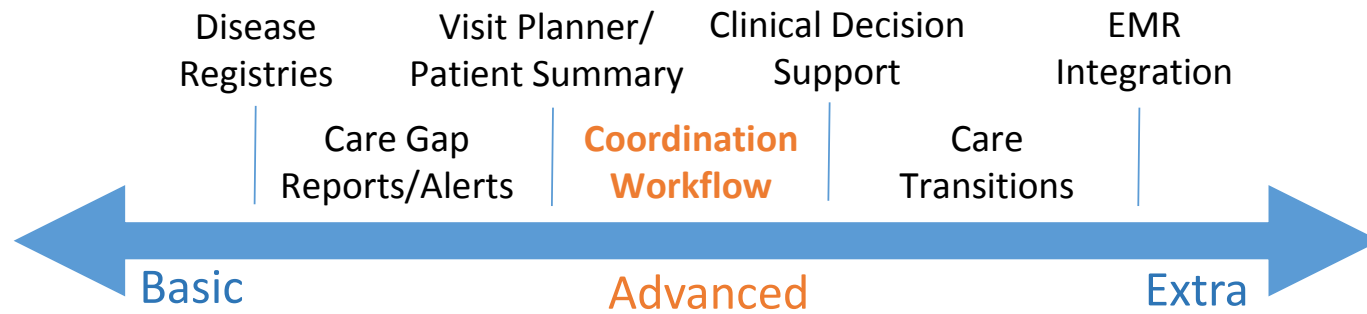 Disease
Registries
Visit Planner/
Patient Summary
Clinical Decision
Support
EMR
Integration
Care Gap
Reports/Alerts
Coordination
Workflow
Care
Transitions
Basic
Advanced
Extra